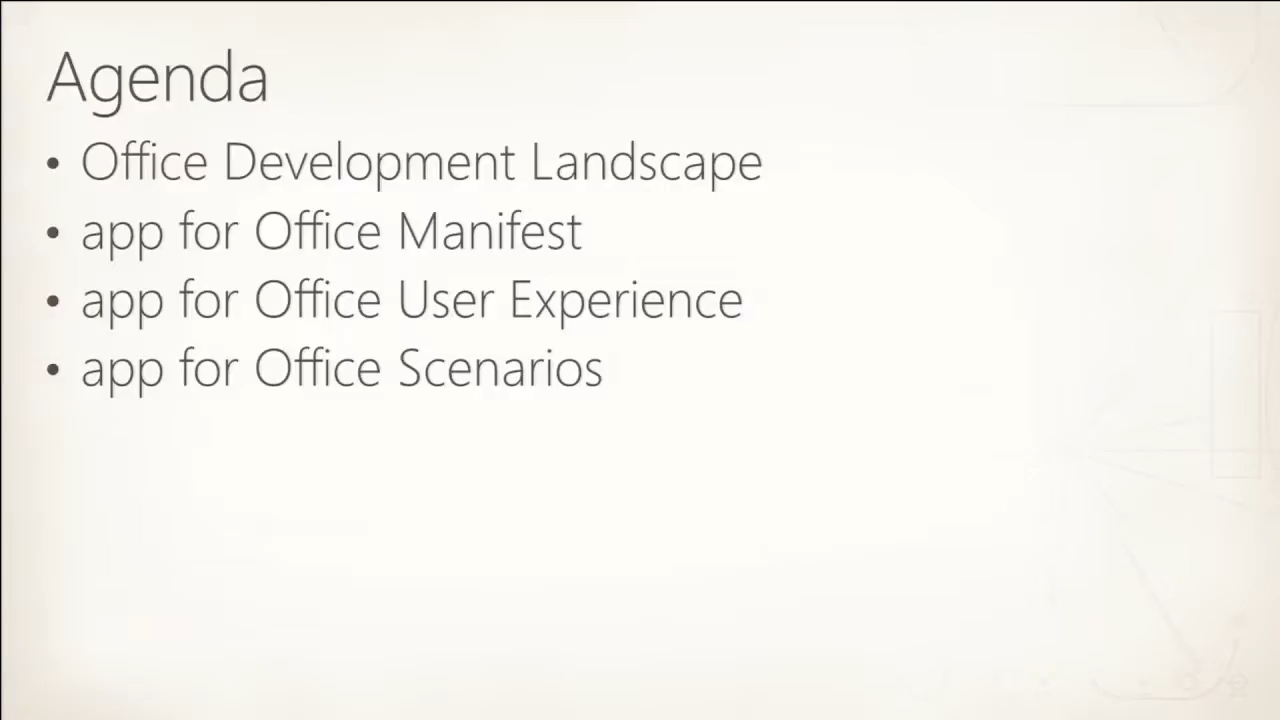 Agenda
• Office Development Landscape
• app for Office Manifest
• app for Office User Experience
• app for Office Scenarios